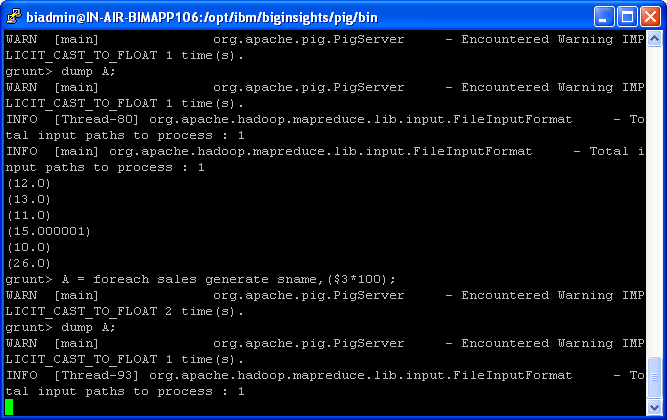 biadmin@IN-AIR-BIMAPP106:/opt/ibm/biginsights/pig/bin
WARN  [main]              org.apache.pig.PigServer     - Encountered Warning IMP
LICIT_CAST_TO_FLOAT 1 time(s).
grunt> dump A;
WARN  [main]              org.apache.pig.PigServer     - Encountered Warning IMP
LICIT_CAST_TO_FLOAT 1 time(s).
INFO  [Thread-80] org.apache.hadoop.mapreduce.lib.input.FileInputFormat     - To
tal input paths to process : 1
INFO  [main] org.apache.hadoop.mapreduce.lib.input.FileInputFormat     - Total i
nput paths to process : 1
(12.0)
(13.0)
(11.0)
(15.000001)
(10.0)
(26.0)
grunt> A = foreach sales generate sname,($3*100);
WARN  [main]              org.apache.pig.PigServer     - Encountered Warning IMP
LICIT_CAST_TO_FLOAT 2 time(s).
grunt> dump A;
WARN  [main]              org.apache.pig.PigServer     - Encountered Warning IMP
LICIT_CAST_TO_FLOAT 1 time(s).
INFO  [Thread-93] org.apache.hadoop.mapreduce.lib.input.FileInputFormat     - To
tal input paths to process : 1